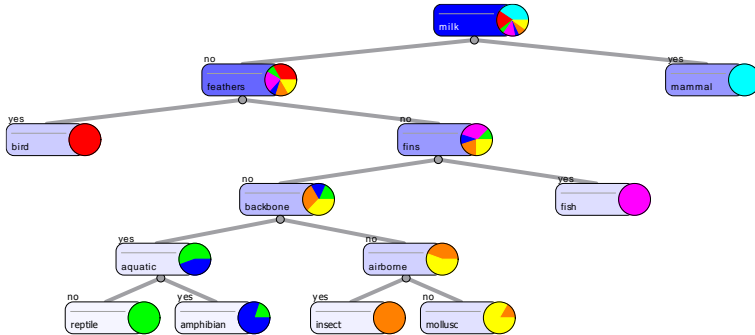 milk
no
yes
feathers
mammal
yes
no
bird
fins
no
yes
backbone
fish
yes
no
aquatic
airborne
no
yes
yes
no
reptile
amphibian
insect
mollusc